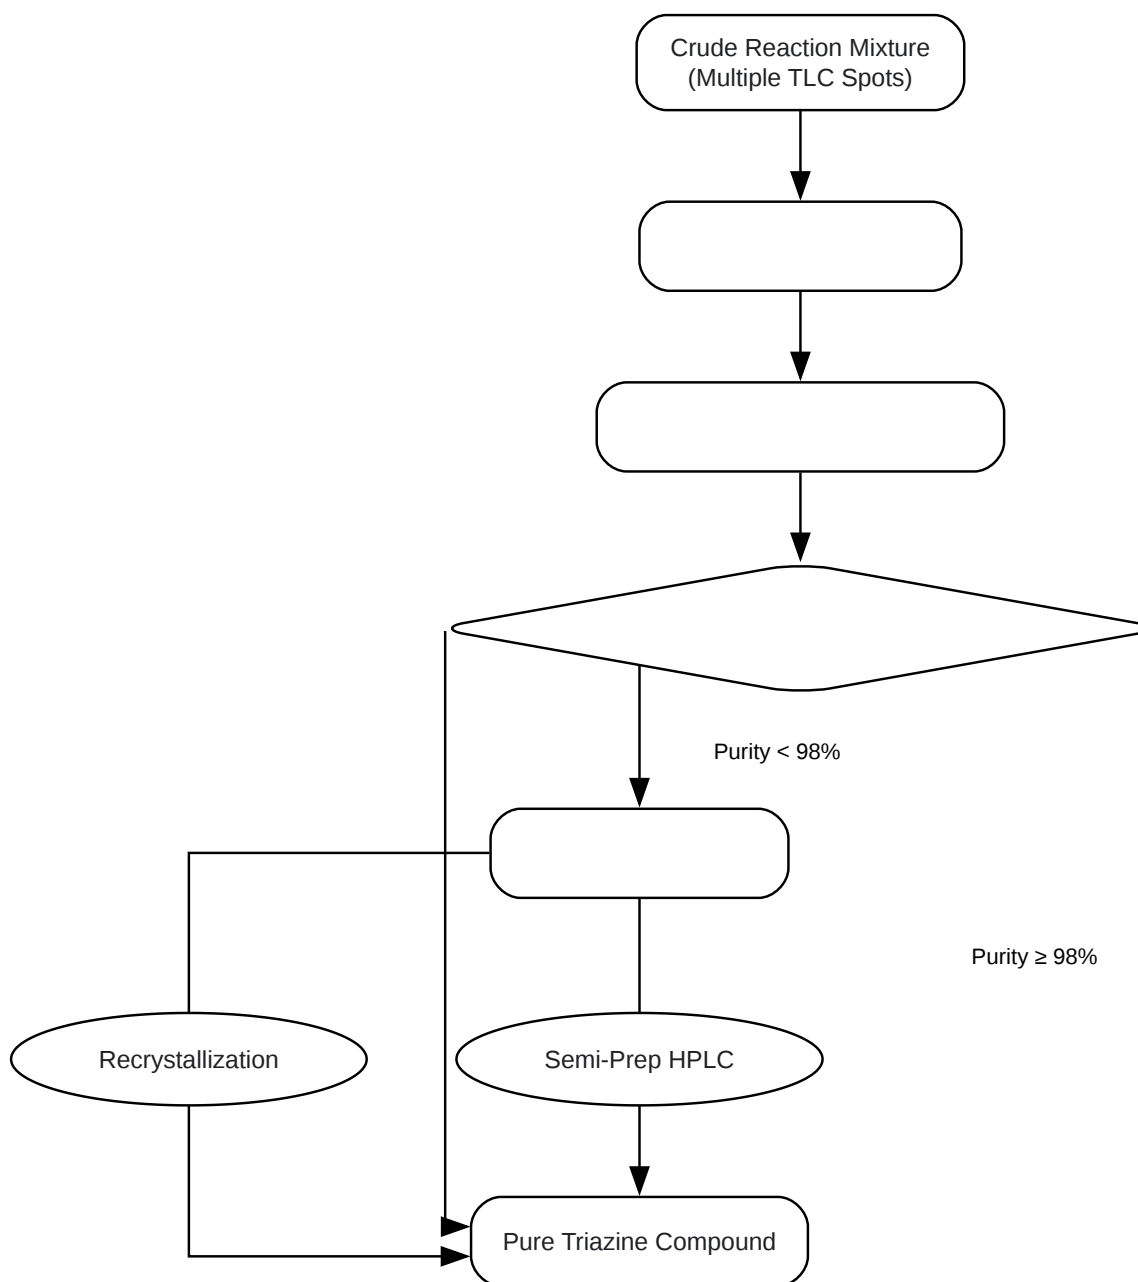 Crude Reaction Mixture
(Multiple TLC Spots)
Purity < 98%
Purity ≥ 98%
Recrystallization
Semi-Prep HPLC
Pure Triazine Compound